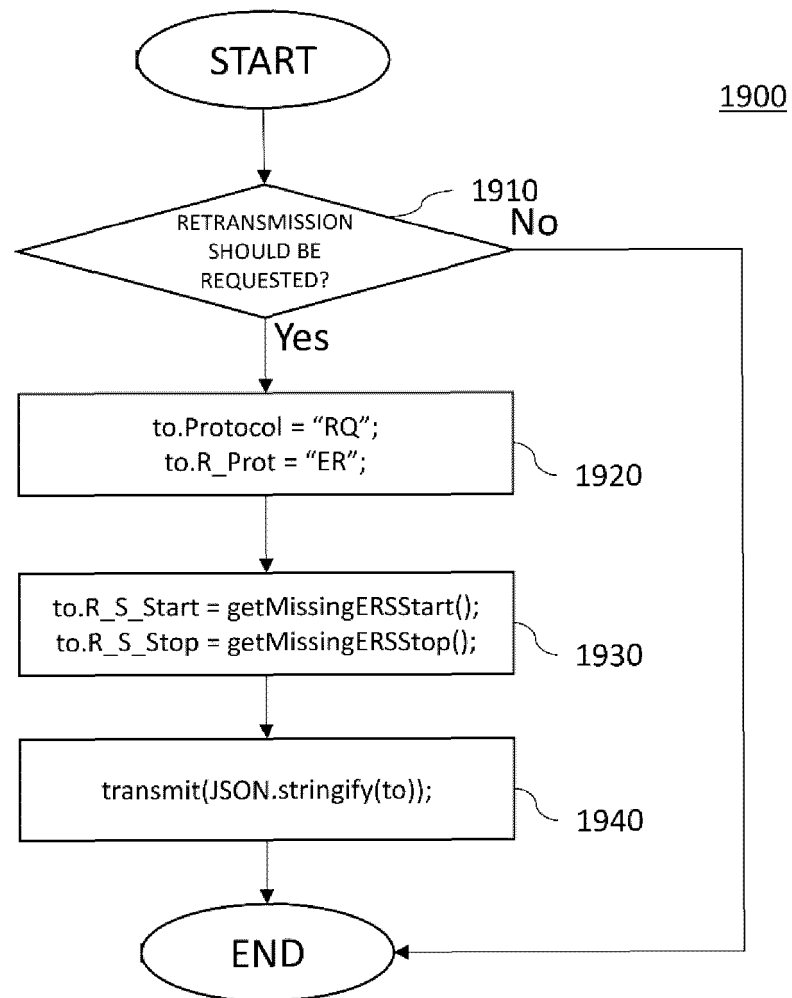 START
1900
1910
RETRANSMISSION
SHOULD BE
REQUESTED?
No
Yes
to.Protocol = “RQ”;
to.R_Prot = “ER”;
1920
to.R_S_Start = getMissingERSStart();
to.R_S_Stop = getMissingERSStop();
1930
transmit(JSON.stringify(to));
1940
END